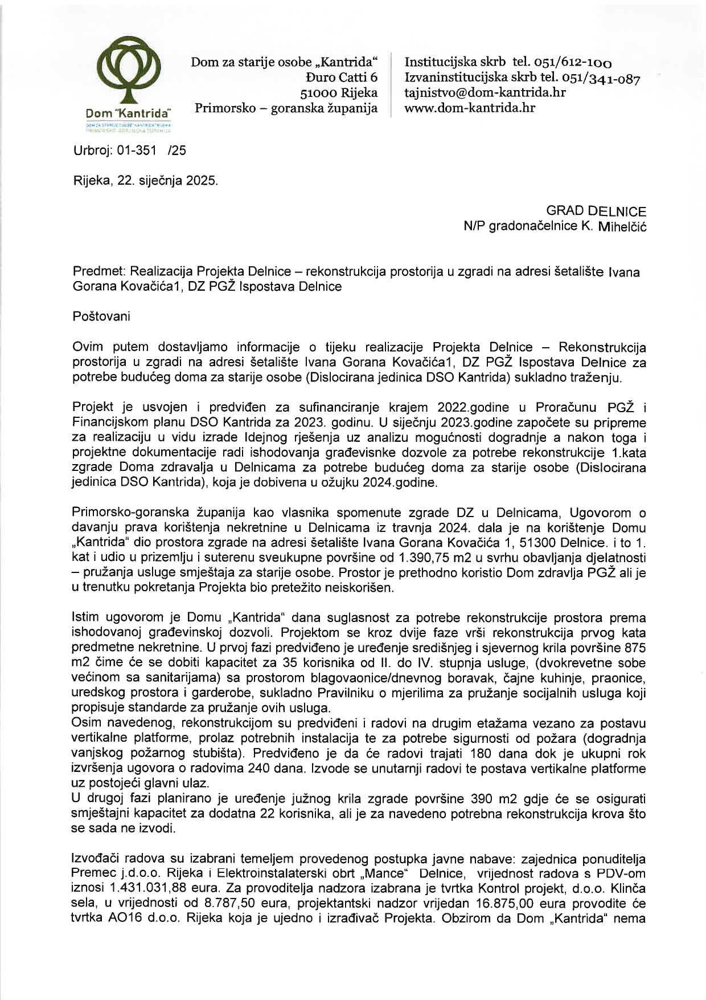 Dom "Kantrida"
DOM ZA STARIJE OSOBE "KANTRIDA" RIJEKA
PRIMORSKO-GORANSKA ŽUPANIJA
Dom za starije osobe „Kantrida“
Đuro Catti 6
51000 Rijeka
Primorsko – goranska županija
Institucijska skrb tel. 051/612-100
Izvaninstitucijska skrb tel. 051/341-087
tajnistvo@dom-kantrida.hr
www.dom-kantrida.hr
Urbroj: 01-351 /25
Rijeka, 22. siječnja 2025.
GRAD DELNICE
N/P gradonačelnice K. Mihelčić
Predmet: Realizacija Projekta Delnice – rekonstrukcija prostorija u zgradi na adresi šetalište Ivana
Gorana Kovačića1, DZ PGŽ Ispostava Delnice
Poštovani
Ovim putem dostavljamo informacije o tijeku realizacije Projekta Delnice – Rekonstrukcija
prostorija u zgradi na adresi šetalište Ivana Gorana Kovačića1, DZ PGŽ Ispostava Delnice za
potrebe budućeg doma za starije osobe (Dislocirana jedinica DSO Kantrida) sukladno traženju.
Projekt je usvojen i predviđen za sufinanciranje krajem 2022.godine u Proračunu PGŽ i
Financijskom planu DSO Kantrida za 2023. godinu. U siječnju 2023.godine započete su pripreme
za realizaciju u vidu izrade Idejnog rješenja uz analizu mogućnosti dogradnje a nakon toga i
projektne dokumentacije radi ishodovanja građevisnke dozvole za potrebe rekonstrukcije 1.kata
zgrade Doma zdravalja u Delnicama za potrebe budućeg doma za starije osobe (Dislocirana
jedinica DSO Kantrida), koja je dobivena u ožujku 2024.godine.
Primorsko-goranska županija kao vlasnika spomenute zgrade DZ u Delnicama, Ugovorom o
davanju prava korištenja nekretnine u Delnicama iz travnja 2024. dala je na korištenje Domu
„Kantrida“ dio prostora zgrade na adresi šetalište Ivana Gorana Kovačića 1, 51300 Delnice. i to 1.
kat i udio u prizemlju i suterenu sveukupne površine od 1.390,75 m2 u svrhu obavljanja djelatnosti
– pružanja usluge smještaja za starije osobe. Prostor je prethodno koristio Dom zdravlja PGŽ ali je
u trenutku pokretanja Projekta bio pretežito neiskorišen.
Istim ugovorom je Domu „Kantrida“ dana suglasnost za potrebe rekonstrukcije prostora prema
ishodovanoj građevinskoj dozvoli. Projektom se kroz dvije faze vrši rekonstrukcija prvog kata
predmetne nekretnine. U prvoj fazi predviđeno je uređenje središnjeg i sjevernog krila površine 875
m2 čime će se dobiti kapacitet za 35 korisnika od II. do IV. stupnja usluge, (dvokrevetne sobe
većinom sa sanitarijama) sa prostorom blagovaonice/dnevnog boravak, čajne kuhinje, praonice,
uredskog prostora i garderobe, sukladno Pravilniku o mjerilima za pružanje socijalnih usluga koji
propisuje standarde za pružanje ovih usluga.
Osim navedenog, rekonstrukcijom su predviđeni i radovi na drugim etažama vezano za postavu
vertikalne platforme, prolaz potrebnih instalacija te za potrebe sigurnosti od požara (dogradnja
vanjskog požarnog stubišta). Predviđeno je da će radovi trajati 180 dana dok je ukupni rok
izvršenja ugovora o radovima 240 dana. Izvode se unutarnji radovi te postava vertikalne platforme
uz postojeći glavni ulaz.
U drugoj fazi planirano je uređenje južnog krila zgrade površine 390 m2 gdje će se osigurati
smještajni kapacitet za dodatna 22 korisnika, ali je za navedeno potrebna rekonstrukcija krova što
se sada ne izvodi.
Izvođači radova su izabrani temeljem provedenog postupka javne nabave: zajednica ponuditelja
Premec j.d.o.o. Rijeka i Elektroinstalaterski obrt „Mance“ Delnice, vrijednost radova s PDV-om
iznosi 1.431.031,88 eura. Za provoditelja nadzora izabrana je tvrtka Kontrol projekt, d.o.o. Klinča
sela, u vrijednosti od 8.787,50 eura, projektantski nadzor vrijedan 16.875,00 eura provodite će
tvrtka AO16 d.o.o. Rijeka koja je ujedno i izrađivač Projekta. Obzirom da Dom „Kantrida“ nema